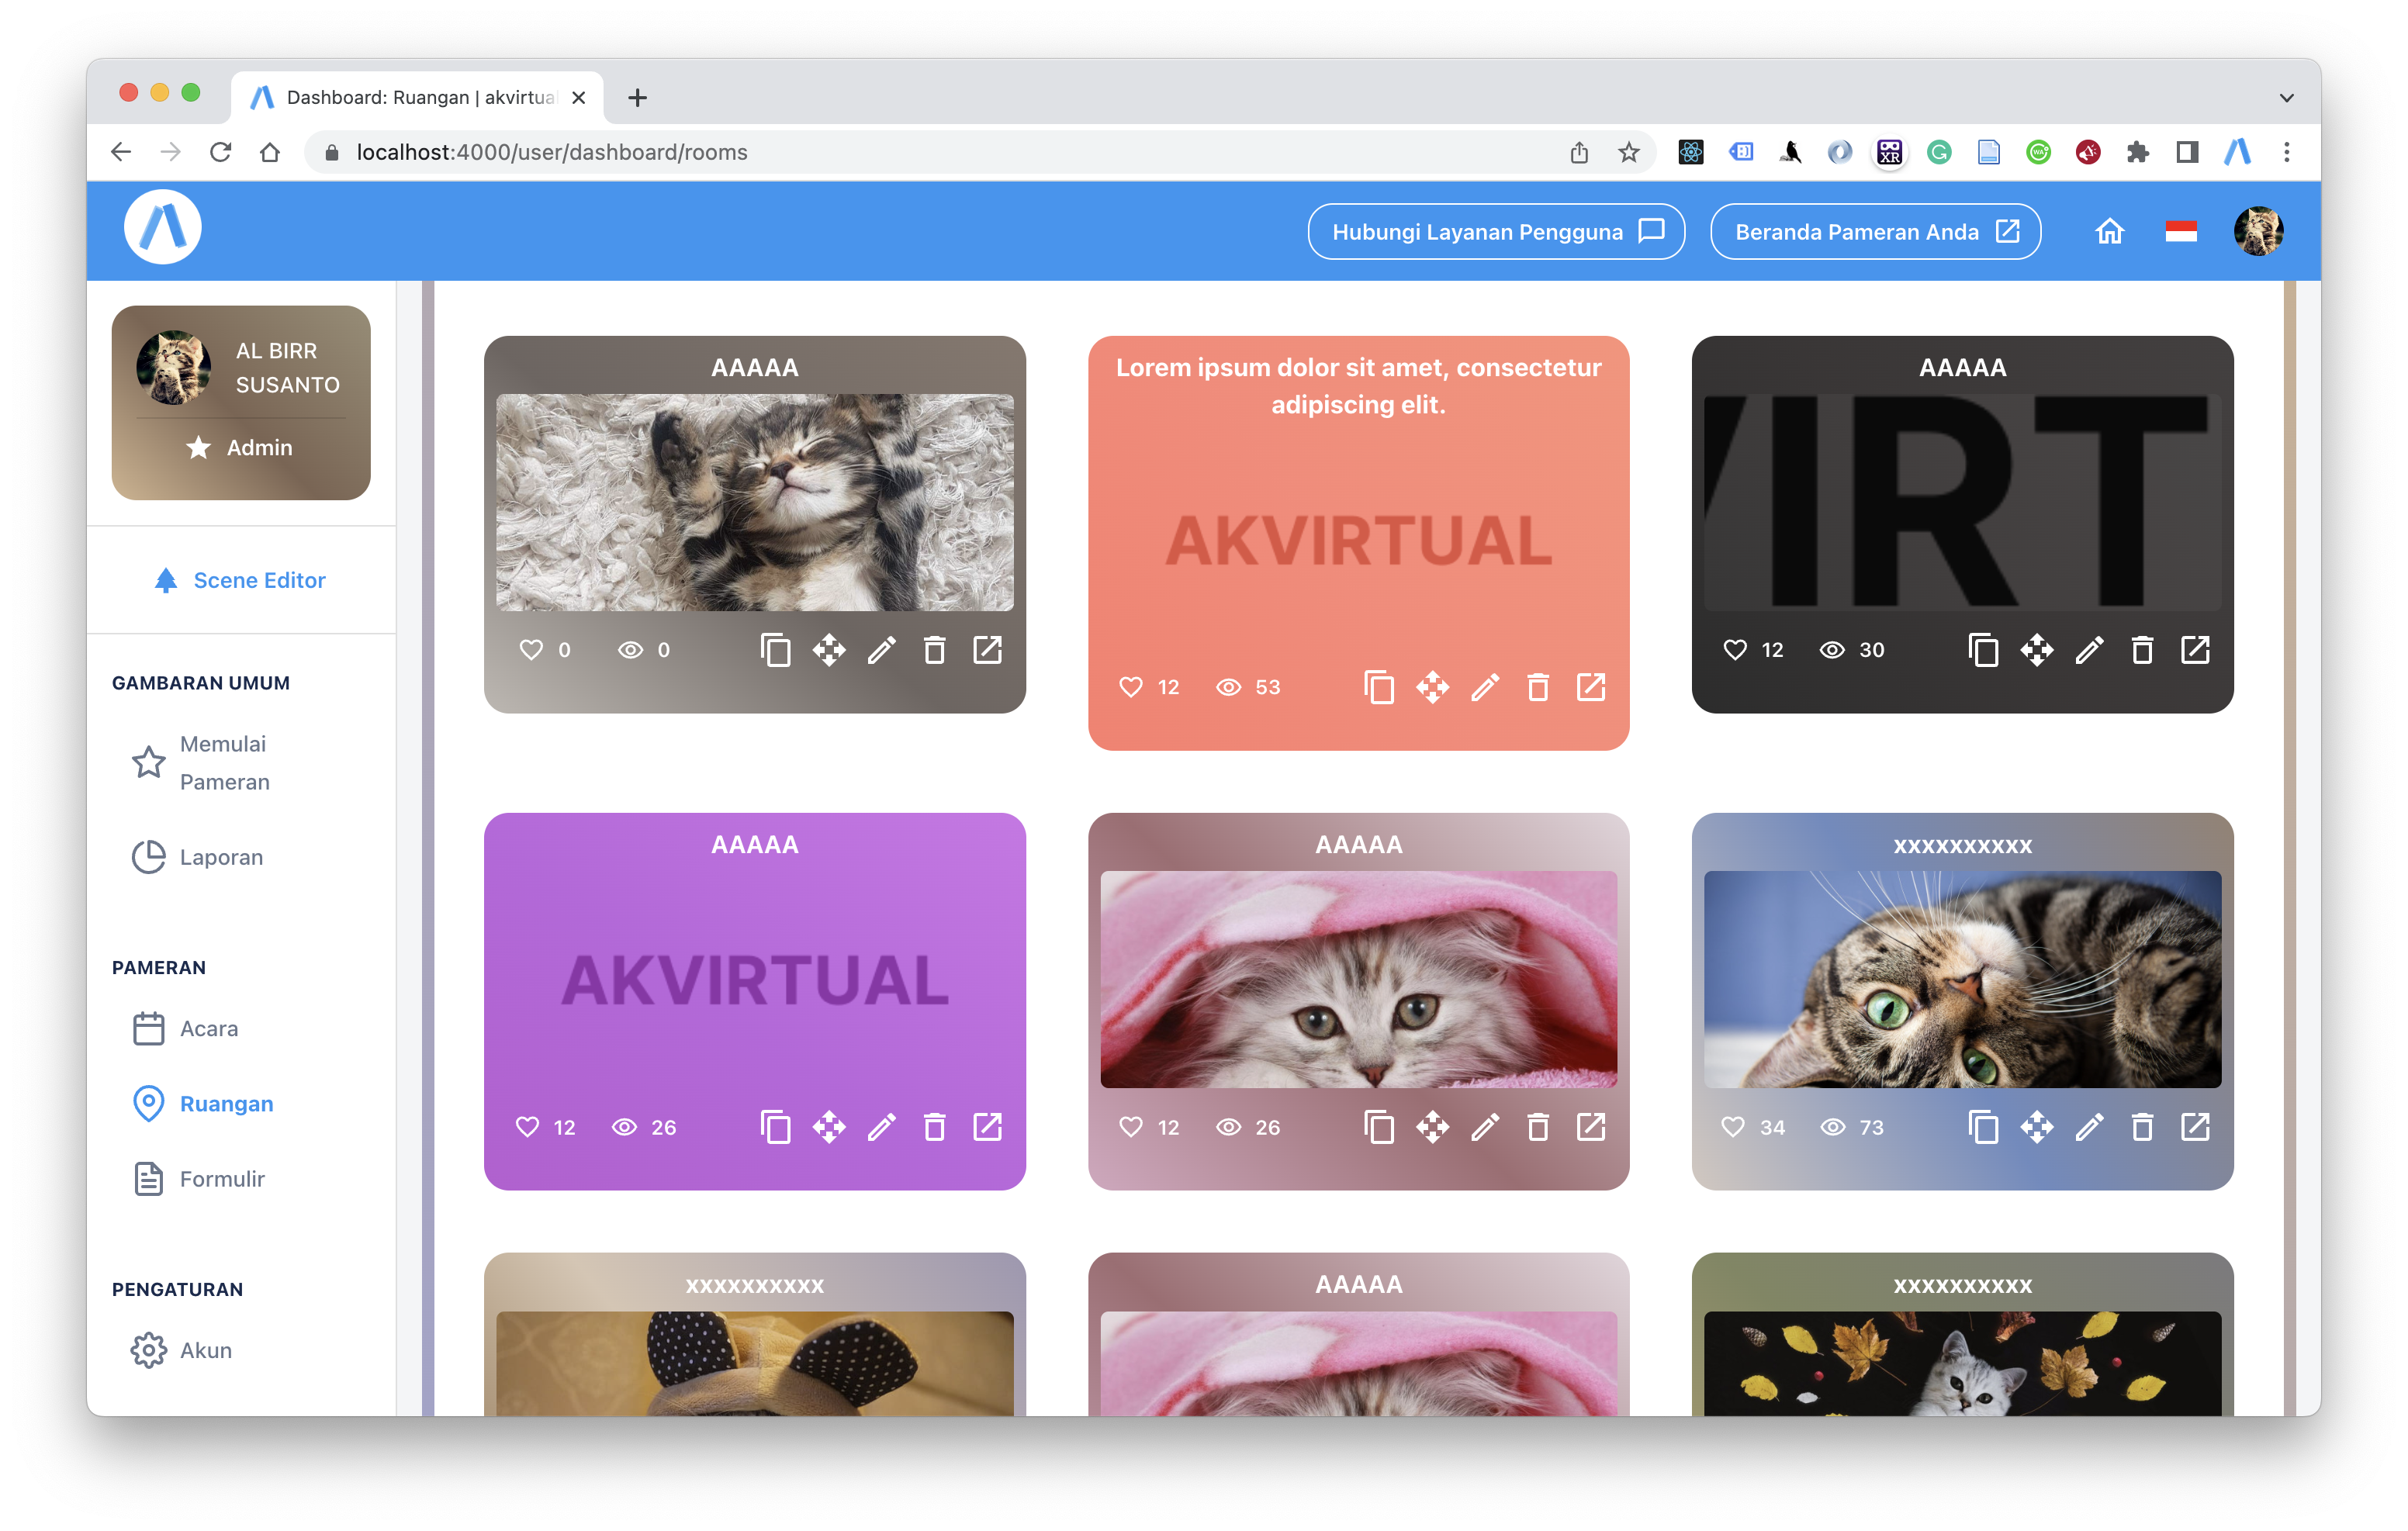 Dashboard: Ruangan | akvirtual
localhost:4000/user/dashboard/rooms
Hubungi Layanan Pengguna
Beranda Pameran Anda
AL BIRR
SUSANTO
Admin
Scene Editor
GAMBARAN UMUM
Memulai
Pameran
Laporan
PAMERAN
Acara
Ruangan
Formulir
PENGATURAN
Akun
AAAAA
0 0
Lorem ipsum dolor sit amet, consectetur
adipiscing elit.
AKVIRTUAL
12 53
AAAAA
VIRT
12 30
AAAAA
AKVIRTUAL
12 26
AAAAA
12 26
xxxxxxxxxx
34 73
xxxxxxxxxx
AAAAA
xxxxxxxxxx